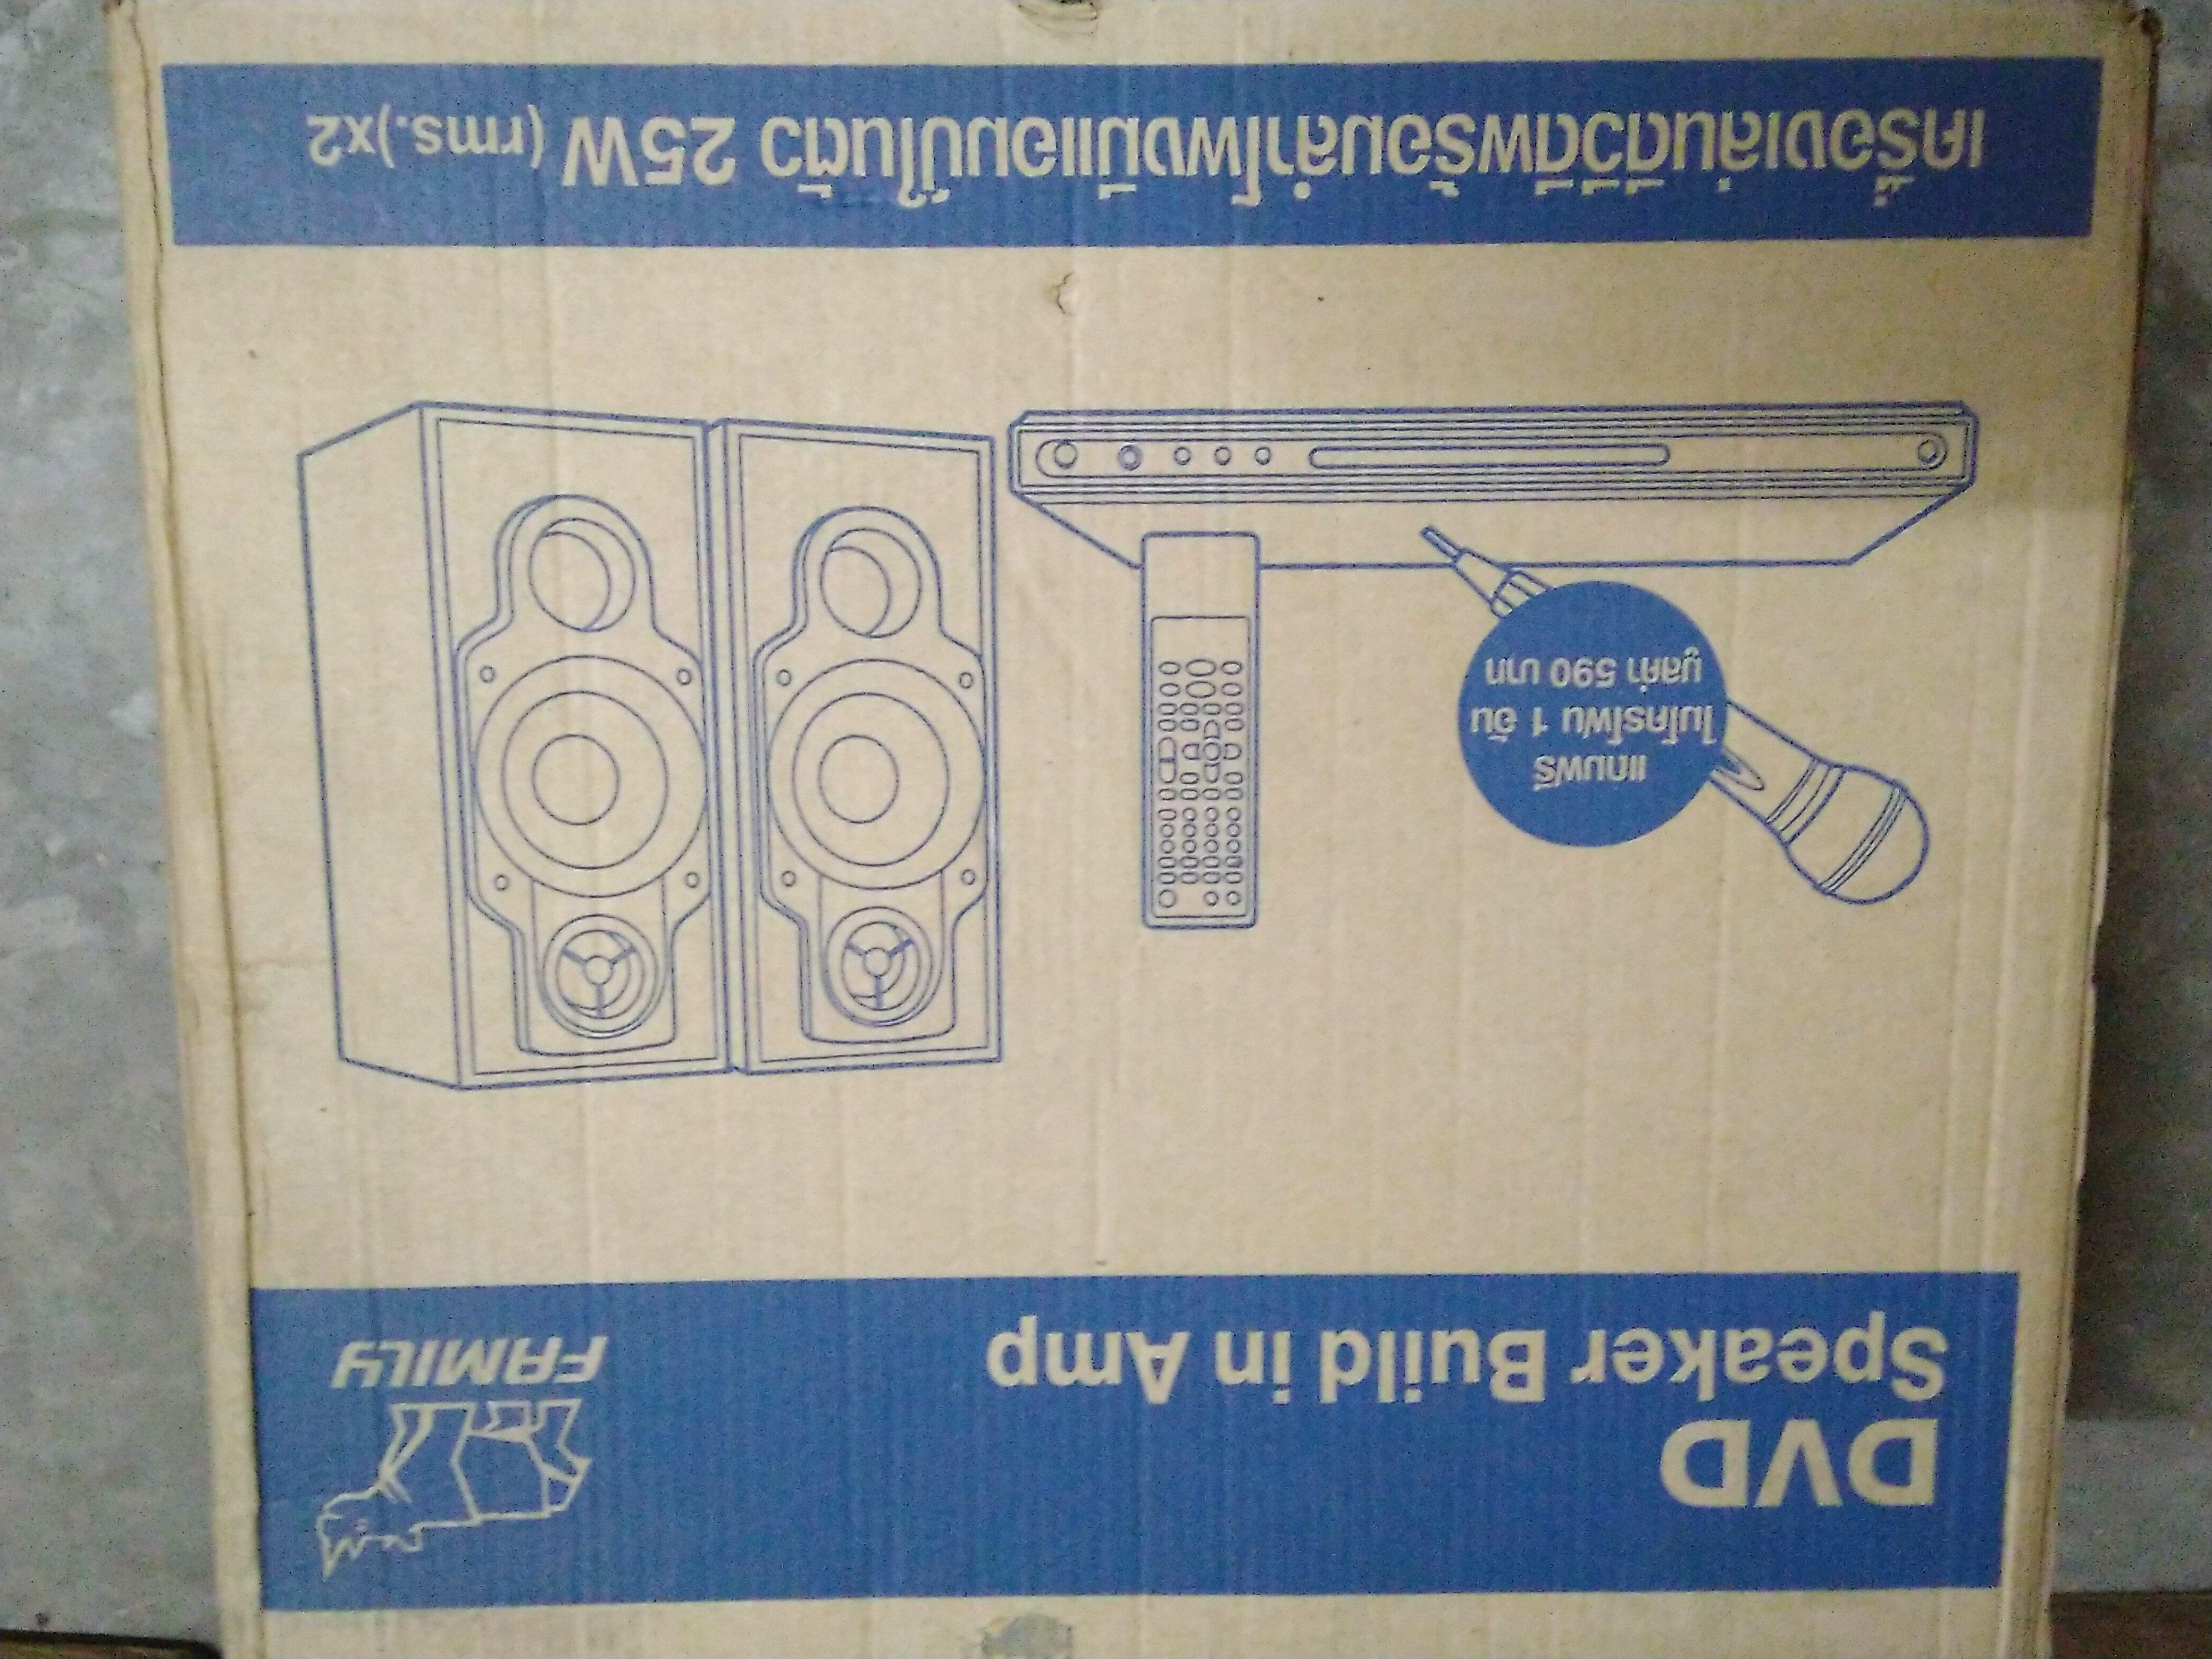 DVD
Speaker Build in Amp
FAMILY
แถมฟรี
ไมโครโฟน 1 อัน
มูลค่า 590 บาท
เครื่องเล่นดีวีดีพร้อมลำโพงมีแอมป์ในตัว 25W (rms.)x2